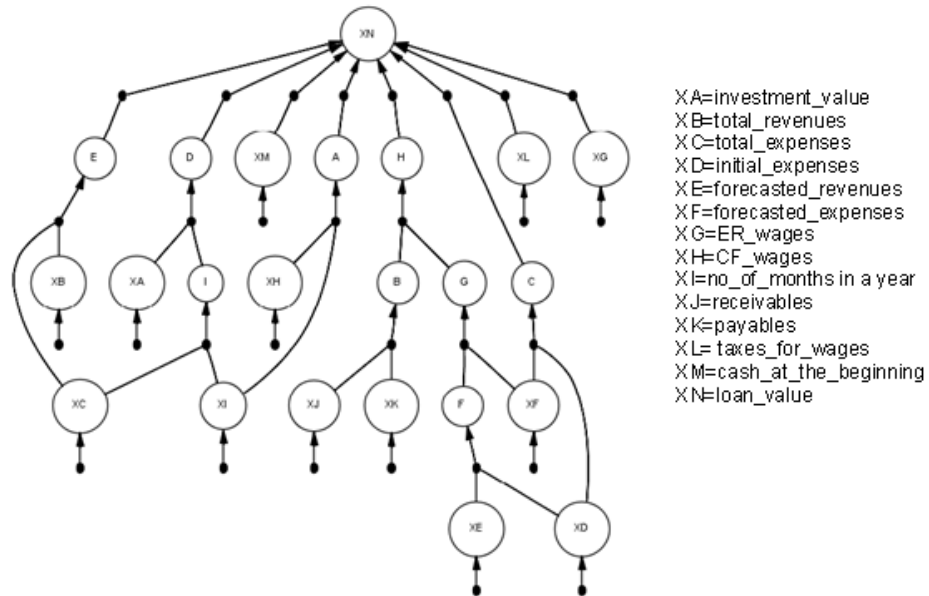 XN
E
D
XM
A
H
XL
XG
XB
XA
I
XH
B
G
C
XC
XI
XJ
XK
F
XF
XE
XD
XA=investment_value
XB=total_revenues
XC=total_expenses
XD=initial_expenses
XE=forecasted_revenues
XF=forecasted_expenses
XG=ER_wages
XH=CF_wages
XI=no_of_months in a year
XJ=receivables
XK=payables
XL= taxes_for_wages
XM=cash_at_the_beginning
XN=loan_value